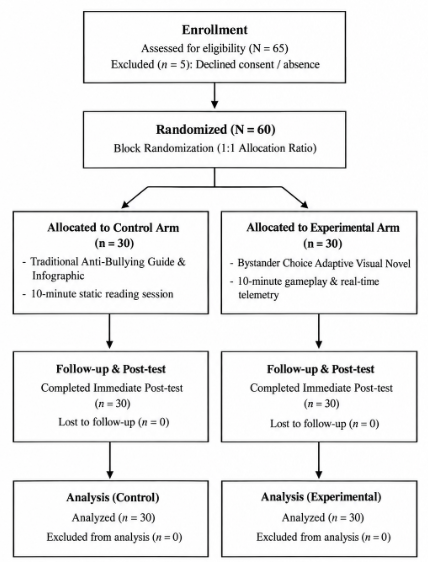 Enrollment
Assessed for eligibility (N = 65)
Excluded (n = 5): Declined consent / absence
Randomized (N = 60)
Block Randomization (1:1 Allocation Ratio)
Allocated to Control Arm
(n = 30)
- Traditional Anti-Bullying Guide &
Infographic
- 10-minute static reading session
Allocated to Experimental Arm
(n = 30)
- Bystander Choice Adaptive Visual Novel
- 10-minute gameplay & real-time
telemetry
Follow-up & Post-test
Completed Immediate Post-test
(n = 30)
Lost to follow-up (n = 0)
Follow-up & Post-test
Completed Immediate Post-test
(n = 30)
Lost to follow-up (n = 0)
Analysis (Control)
Analyzed (n = 30)
Excluded from analysis (n = 0)
Analysis (Experimental)
Analyzed (n = 30)
Excluded from analysis (n = 0)